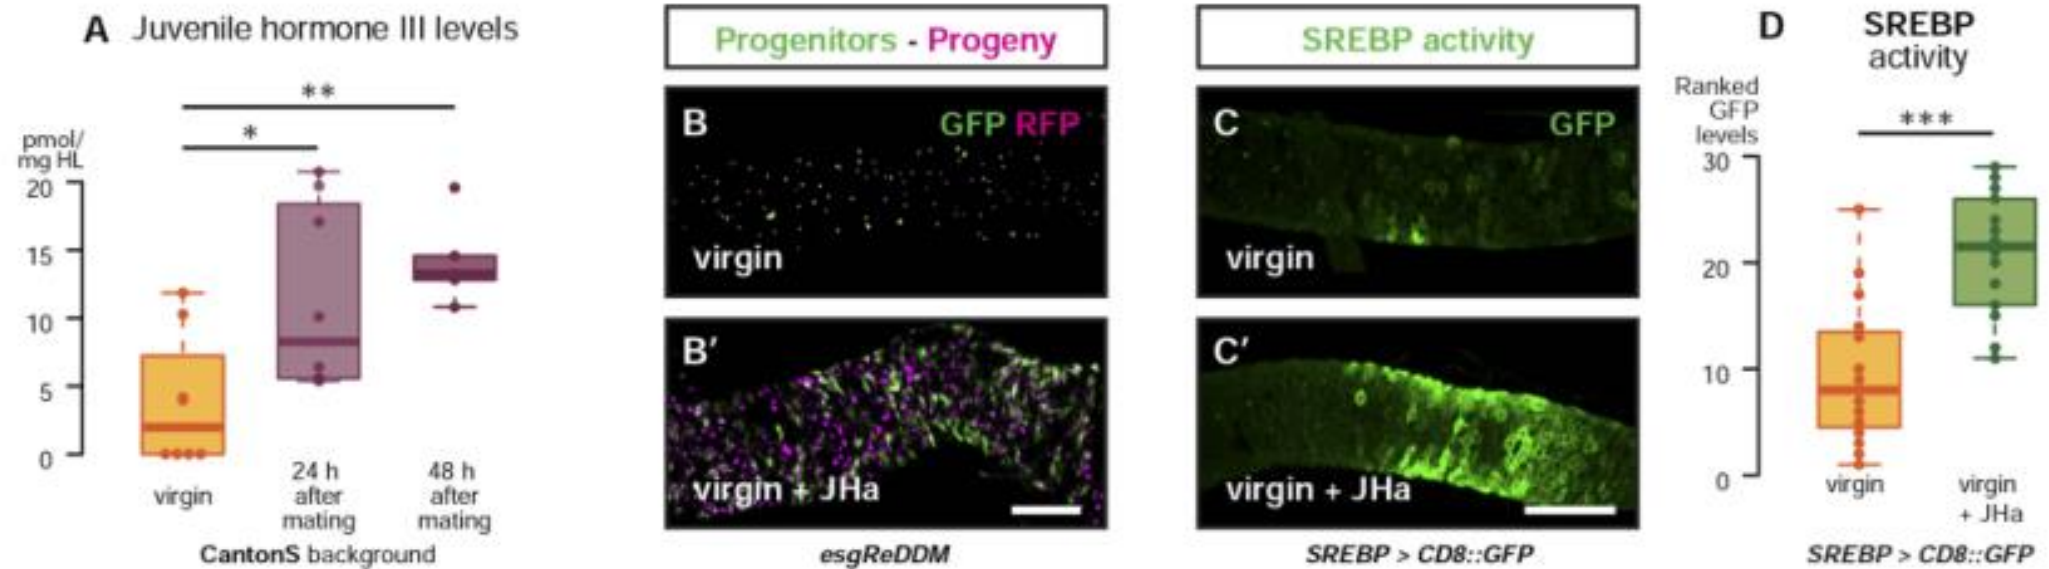 A Juvenile hormone III levels
**
*
pmol/
mg HL
20
15
10
5
0
virgin
24 h
after
mating
48 h
after
mating
CantonS background
Progenitors - Progeny
B
GFP RFP
virgin
B′
virgin + JHa
esgReDDM
SREBP activity
C
GFP
virgin
C′
virgin + JHa
SREBP > CD8::GFP
D SREBP
activity
Ranked
GFP
levels
***
30
20
10
0
virgin
virgin
+ JHa
SREBP > CD8::GFP